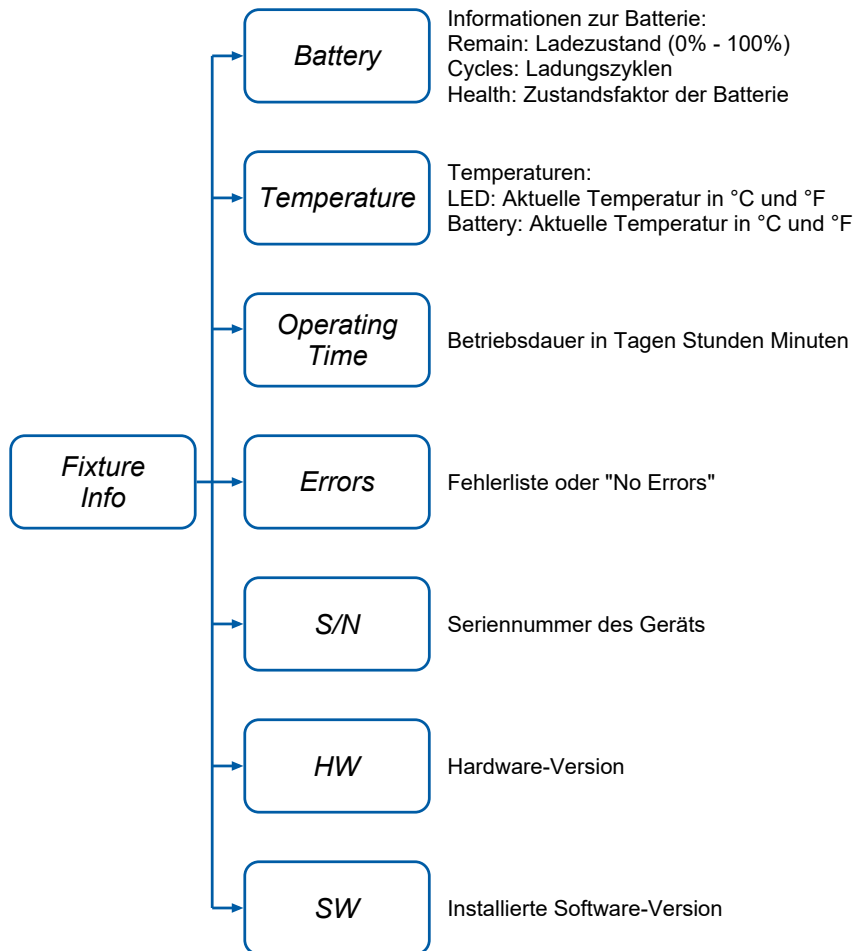 Battery
Informationen zur Batterie:
Remain: Ladezustand (0% - 100%)
Cycles: Ladungszyklen
Health: Zustandsfaktor der Batterie
Temperature
Temperaturen:
LED: Aktuelle Temperatur in °C und °F
Battery: Aktuelle Temperatur in °C und °F
Operating
Time
Betriebsdauer in Tagen Stunden Minuten
Fixture
Info
Errors
Fehlerliste oder "No Errors"
S/N
Seriennummer des Geräts
HW
Hardware-Version
SW
Installierte Software-Version